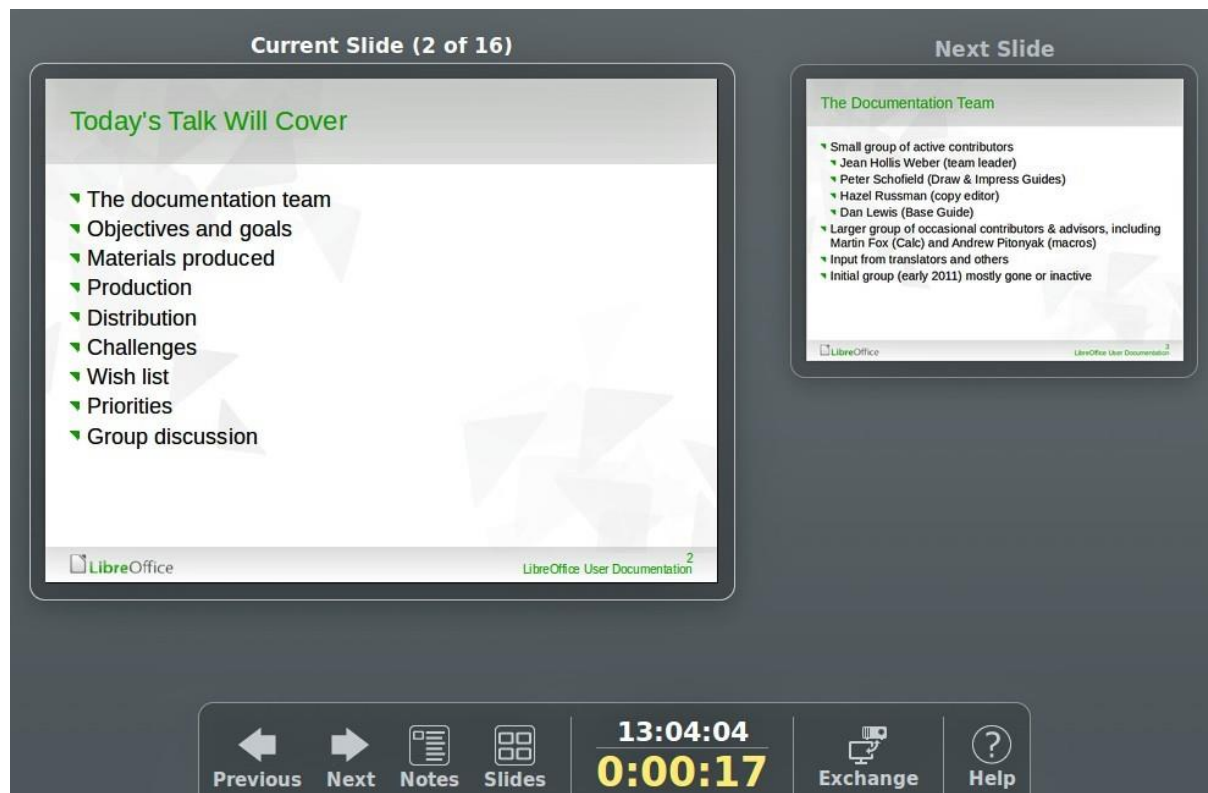 Current Slide (2 of 16)
Today's Talk Will Cover
The documentation team
Objectives and goals
Materials produced
Production
Distribution
Challenges
Wish list
Priorities
Group discussion
LibreOffice
LibreOffice User Documentation
2
Next Slide
The Documentation Team
Small group of active contributors
Jean Hollis Weber (team leader)
Peter Schofield (Draw & Impress Guides)
Hazel Russman (copy editor)
Dan Lewis (Base Guide)
Larger group of occasional contributors & advisors, including
Martin Fox (Calc) and Andrew Pitonyak (macros)
Input from translators and others
Initial group (early 2011) mostly gone or inactive
LibreOffice
LibreOffice User Documentation
3
Previous
Next
Notes
Slides
13:04:04
0:00:17
Exchange
?
Help